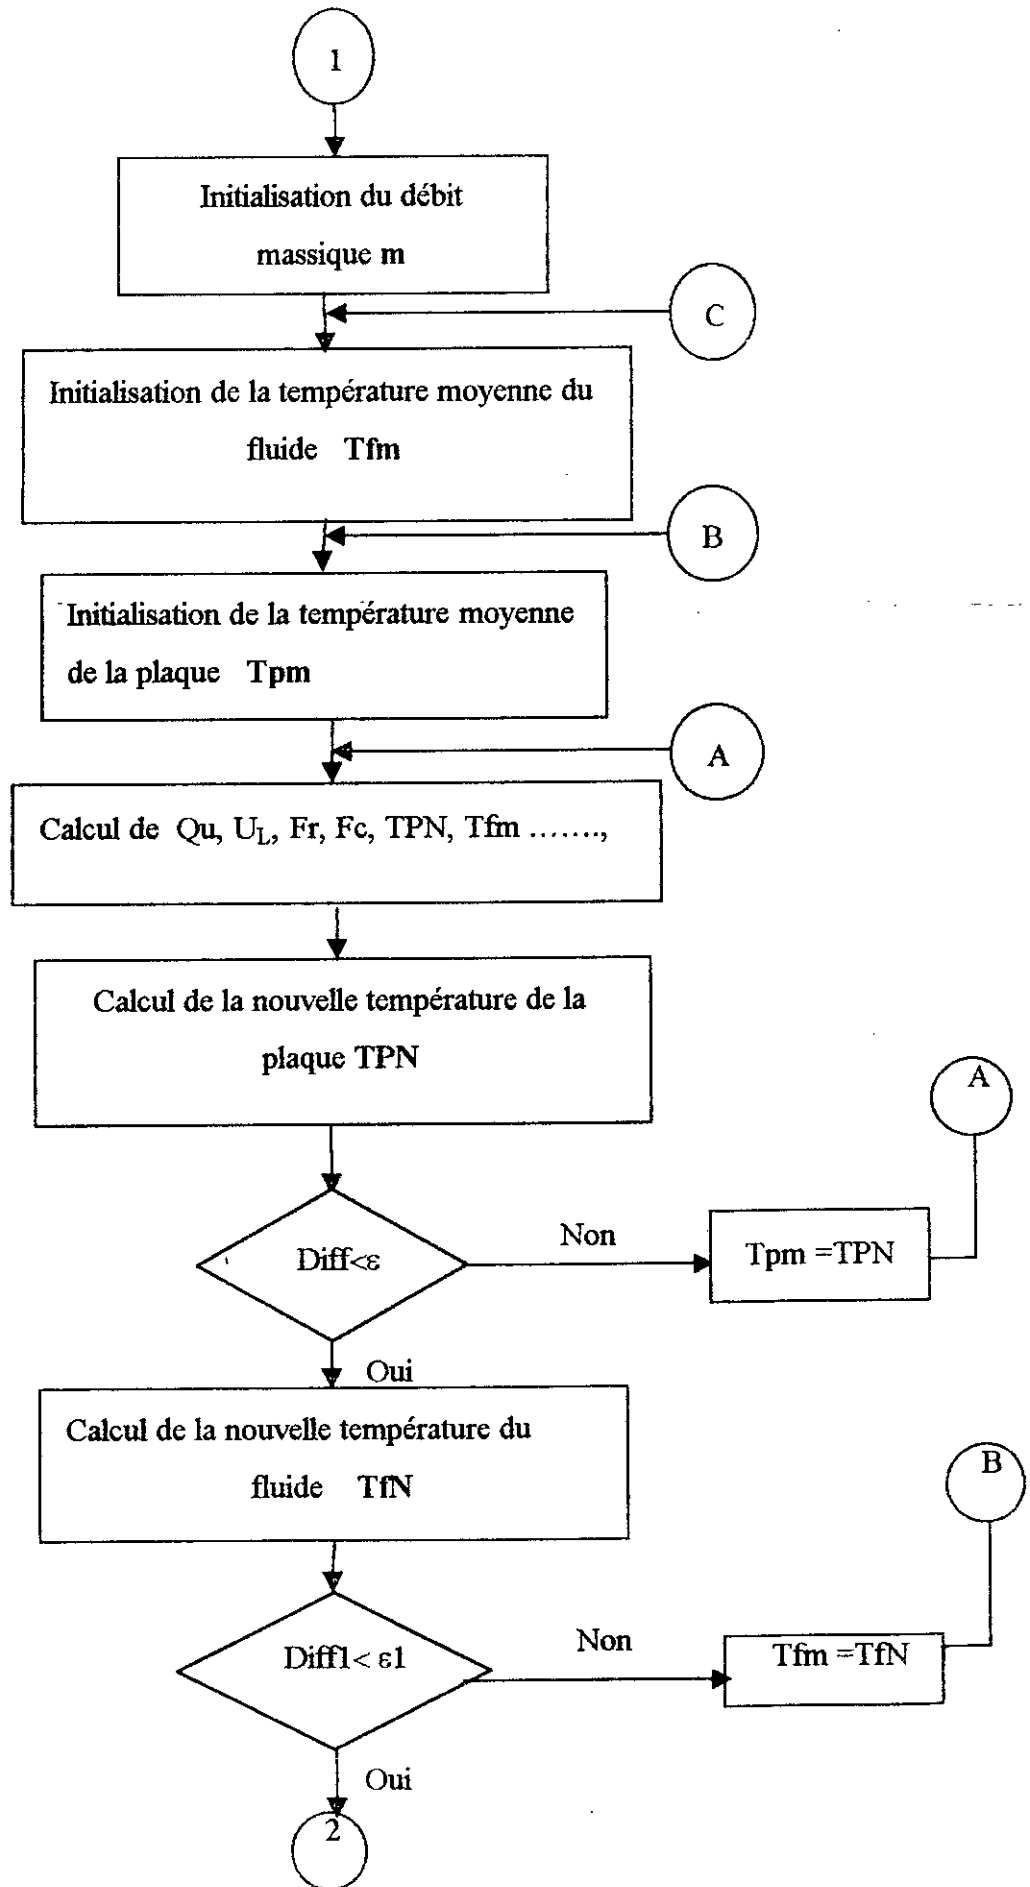 1
Initialisation du débit
massique m
C
Initialisation de la température moyenne du
fluide Tfm
B
Initialisation de la température moyenne
de la plaque Tpm
A
Calcul de Qu, U_L, Fr, Fc, TPN, Tfm .......,
Calcul de la nouvelle température de la
plaque TPN
A
Diff<ε
Non
Tpm =TPN
Oui
Calcul de la nouvelle température du
fluide TfN
B
Diff1< ε1
Non
Tfm =TfN
Oui
2